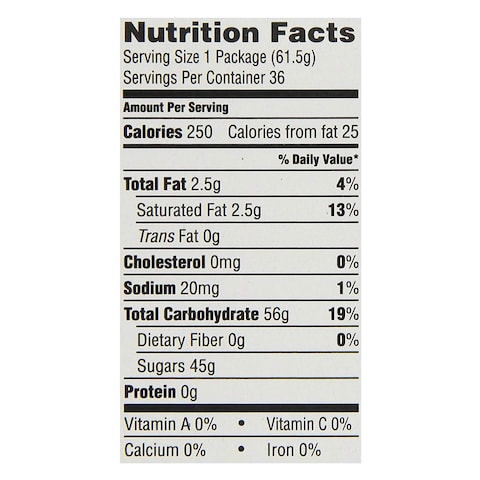 Nutrition Facts
Serving Size 1 Package (61.5g)
Servings Per Container 36
Amount Per Serving
Calories 250 Calories from fat 25
% Daily Value*
Total Fat 2.5g 4%
Saturated Fat 2.5g 13%
Trans Fat 0g
Cholesterol 0mg 0%
Sodium 20mg 1%
Total Carbohydrate 56g 19%
Dietary Fiber 0g 0%
Sugars 45g
Protein 0g
Vitamin A 0% • Vitamin C 0%
Calcium 0% • Iron 0%